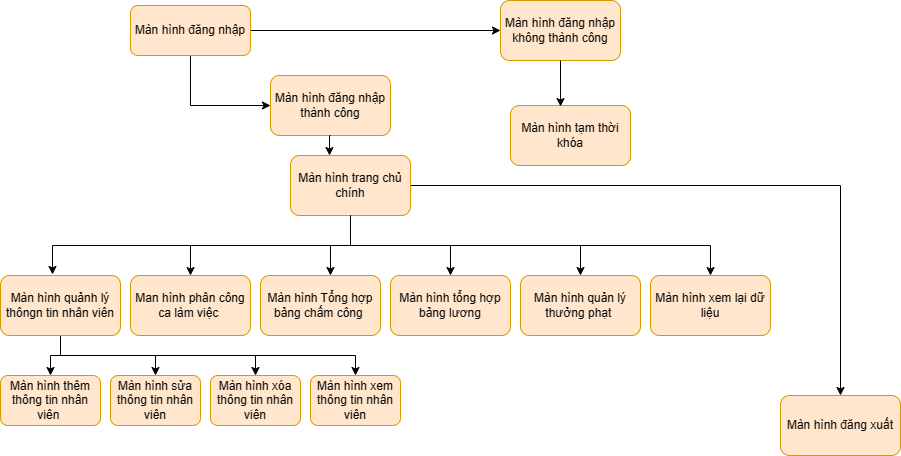 Màn hình đăng nhập
Màn hình đăng nhập
không thành công
Màn hình đăng nhập
thành công
Màn hình tạm thời
khóa
Màn hình trang chủ
chính
Màn hình quảnh lý
thôngn tin nhân viên
Man hình phân công
ca làm việc
Màn hình Tổng hợp
bảng chấm công
Màn hình tổng hợp
bảng lương
Màn hình quản lý
thưởng phạt
Màn hình xem lại dữ
liệu
Màn hình thêm
thông tin nhân
viên
Màn hình sửa
thông tin nhân
viên
Màn hình xóa
thông tin nhân
viên
Màn hình xem
thông tin nhân
viên
Màn hình đăng xuất